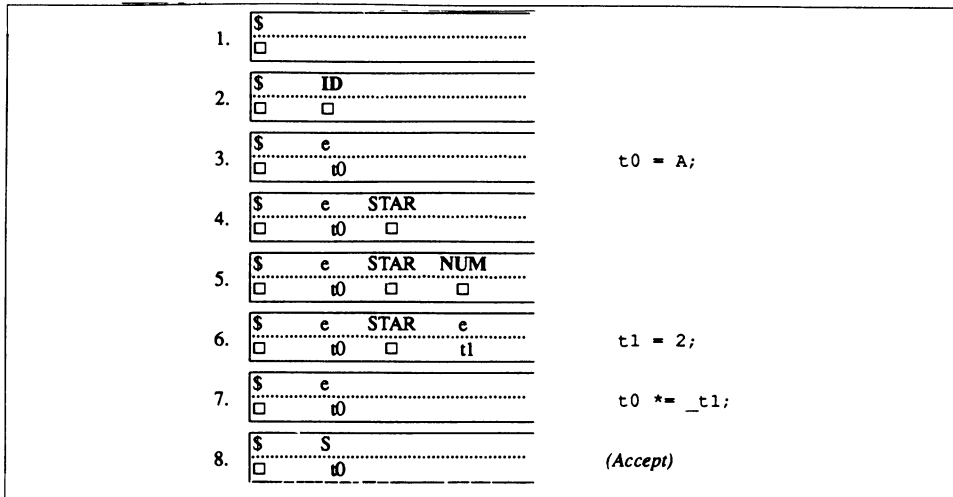 1. $
□
2. $ ID
□ □
3. $ e
□ t0 t0 = A;
4. $ e STAR
□ t0 □
5. $ e STAR NUM
□ t0 □ □
6. $ e STAR e
□ t0 □ t1 t1 = 2;
7. $ e
□ t0 t0 *= _t1;
8. $ S
□ t0 (Accept)